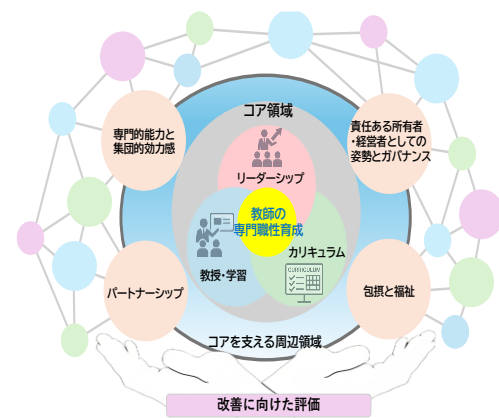 コア領域
専門的能力と
集団的効力感
責任ある所有者
・経営者としての
姿勢とガバナンス
リーダーシップ
教師の
専門職性育成
教授・学習
カリキュラム
CURRICULUM
パートナーシップ
包摂と福祉
コアを支える周辺領域
改善に向けた評価